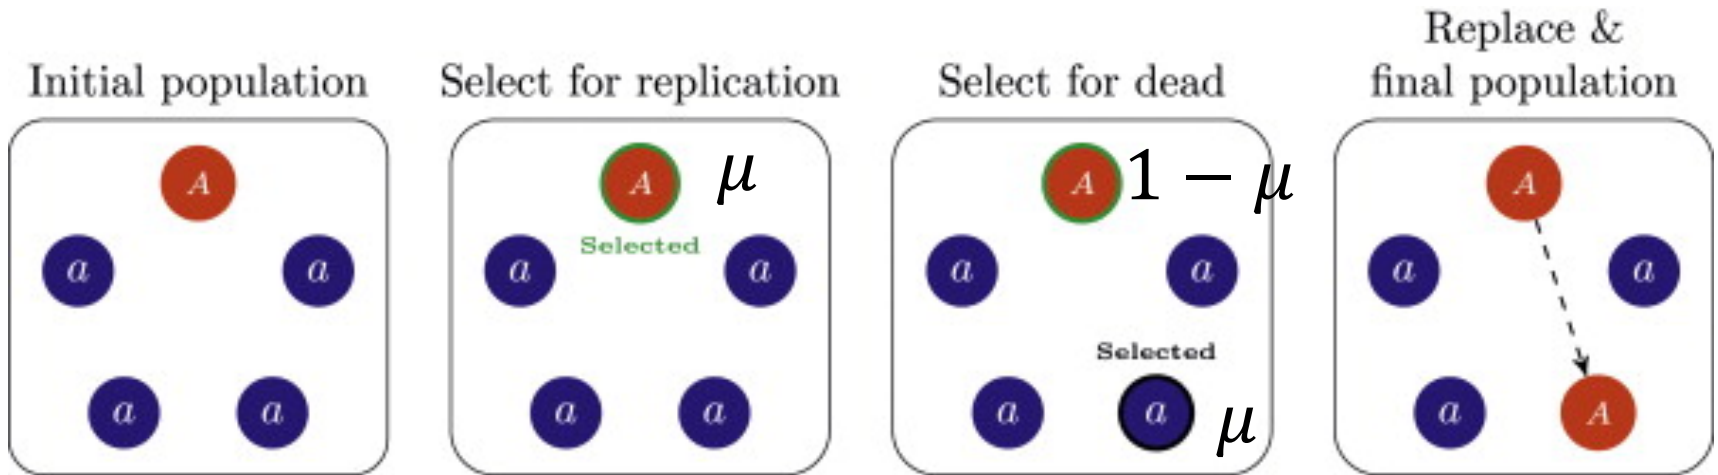 Initial population
A
a a
a a
Select for replication
A μ
Selected
a a
a a
Select for dead
A 1 − μ
a a
Selected
a a μ
Replace &
final population
A
a a
a A